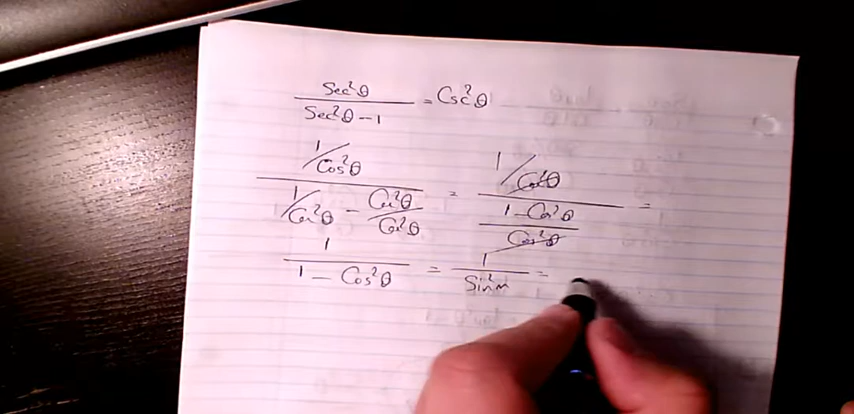 Sec²θ / Sec²θ - 1 = Csc²θ
1/Cos²θ / 1/Cos²θ - Cos²θ/Cos²θ = 1/Cos²θ / 1-Cos²θ/Cos²θ =
1 / 1 - Cos²θ = 1 / Sin²m =